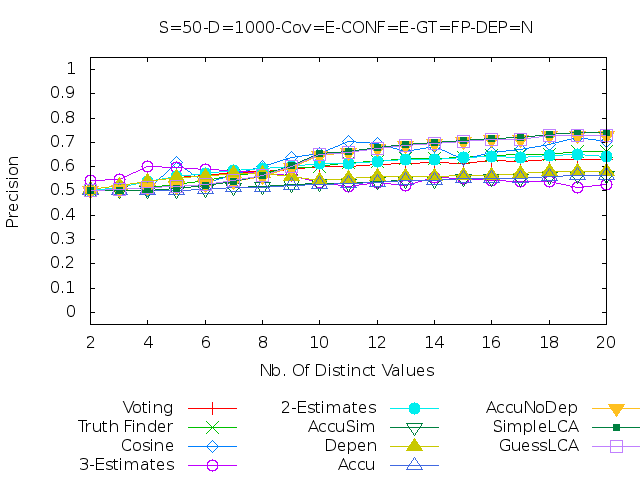 S=50-D=1000-Cov=E-CONF=E-GT=FP-DEP=N
1
0.9
0.8
0.7
0.6
0.5
0.4
0.3
0.2
0.1
0
Precision
2 4 6 8 10 12 14 16 18 20
Nb. Of Distinct Values
Voting 2-Estimates AccuNoDep
Truth Finder AccuSim SimpleLCA
Cosine Depen GuessLCA
3-Estimates Accu